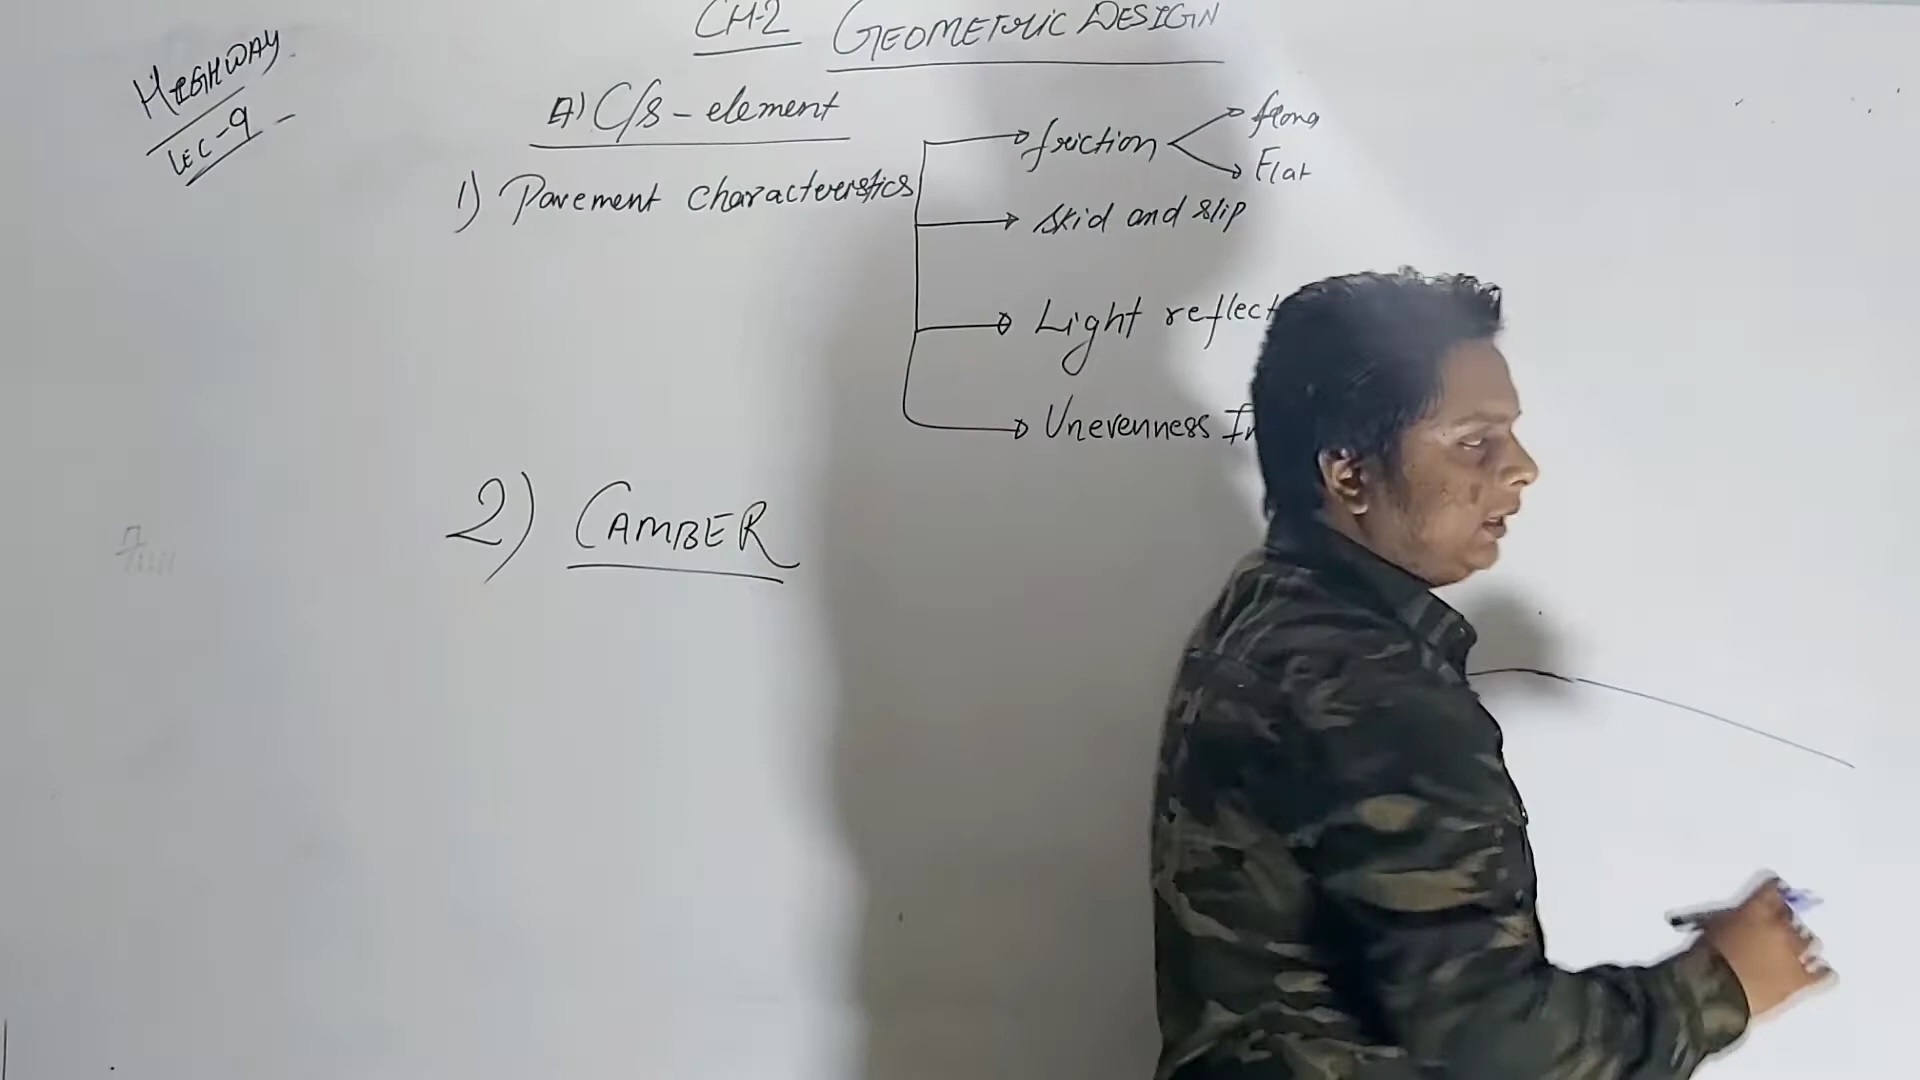 HIGHWAY
LEC-9
CH-2 GEOMETRIC DESIGN
A) C/S - element
1) Pavement characteristics
friction
flong
Flat
Skid and slip
Light reflect
Unevenness In
2) CAMBER